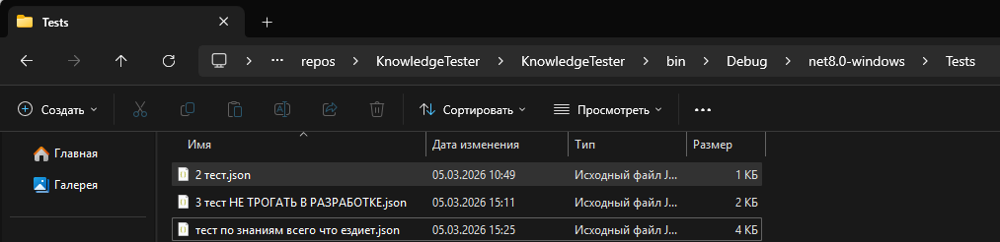 Tests
... repos > KnowledgeTester > KnowledgeTester > bin > Debug > net8.0-windows > Tests
Создать Сортировать Просмотреть ...
Главная
Галерея
Имя Дата изменения Тип Размер
2 тест.json 05.03.2026 10:49 Исходный файл J... 1 КБ
3 тест НЕ ТРОГАТЬ В РАЗРАБОТКЕ.json 05.03.2026 15:11 Исходный файл J... 2 КБ
тест по знаниям всего что ездиет.json 05.03.2026 15:25 Исходный файл J... 4 КБ